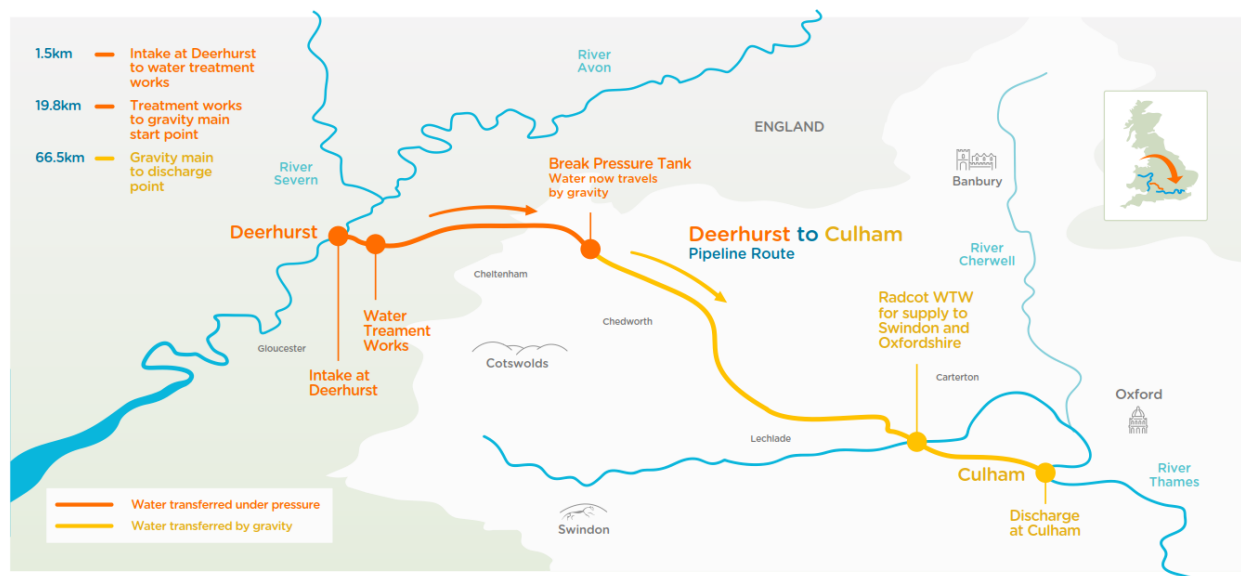 1.5km
Intake at Deerhurst
to water treatment
works
19.8km
Treatment works
to gravity main
start point
66.5km
Gravity main
to discharge
point
River
Severn
River
Avon
ENGLAND
Banbury
Break Pressure Tank
Water now travels
by gravity
Deerhurst
Deerhurst to Culham
Pipeline Route
River
Cherwell
Cheltenham
Chedworth
Radcot WTW
for supply to
Swindon and
Oxfordshire
Water
Treament
Works
Gloucester
Cotswolds
Intake at
Deerhurst
Carterton
Oxford
Lechlade
Culham
River
Thames
Water transferred under pressure
Water transferred by gravity
Swindon
Discharge
at Culham